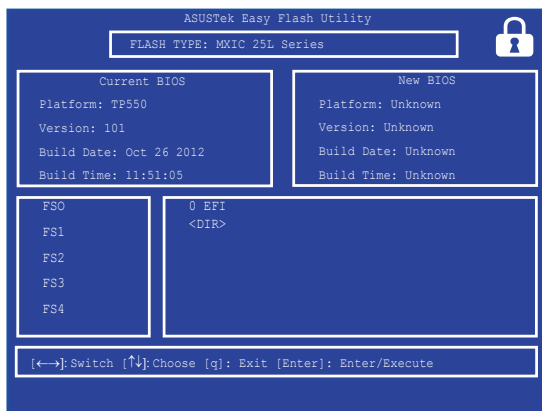 ASUSTek Easy Flash Utility
FLASH TYPE: MXIC 25L Series
Current BIOS
Platform: TP550
Version: 101
Build Date: Oct 26 2012
Build Time: 11:51:05
New BIOS
Platform: Unknown
Version: Unknown
Build Date: Unknown
Build Time: Unknown
FSO
FS1
FS2
FS3
FS4
0 EFI
<DIR>
[←→]: Switch [↑↓]: Choose [q]: Exit [Enter]: Enter/Execute